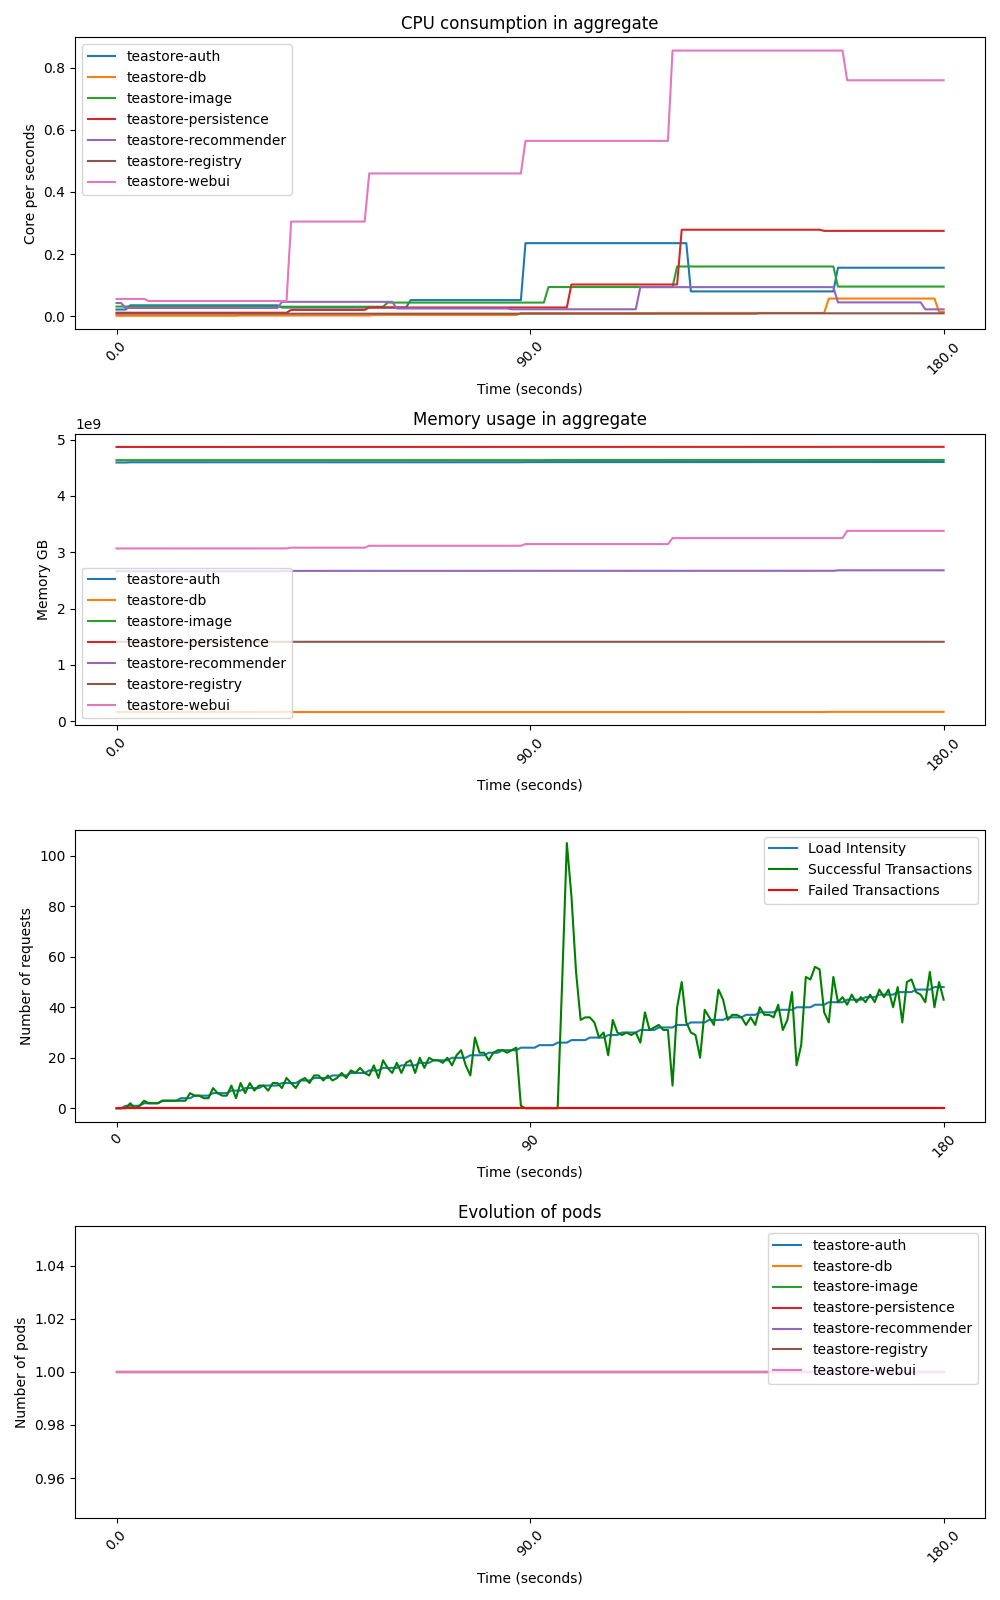 CPU consumption in aggregate
teastore-auth
teastore-db
teastore-image
teastore-persistence
teastore-recommender
teastore-registry
teastore-webui
Core per seconds
0.8
0.6
0.4
0.2
0.0
0.0
90.0
180.0
Time (seconds)
Memory usage in aggregate
1e9
5
4
3
2
1
0
Memory GB
teastore-auth
teastore-db
teastore-image
teastore-persistence
teastore-recommender
teastore-registry
teastore-webui
0.0
90.0
180.0
Time (seconds)
Load Intensity
Successful Transactions
Failed Transactions
Number of requests
100
80
60
40
20
0
0
90
180
Time (seconds)
Evolution of pods
teastore-auth
teastore-db
teastore-image
teastore-persistence
teastore-recommender
teastore-registry
teastore-webui
Number of pods
1.04
1.02
1.00
0.98
0.96
0.0
90.0
180.0
Time (seconds)